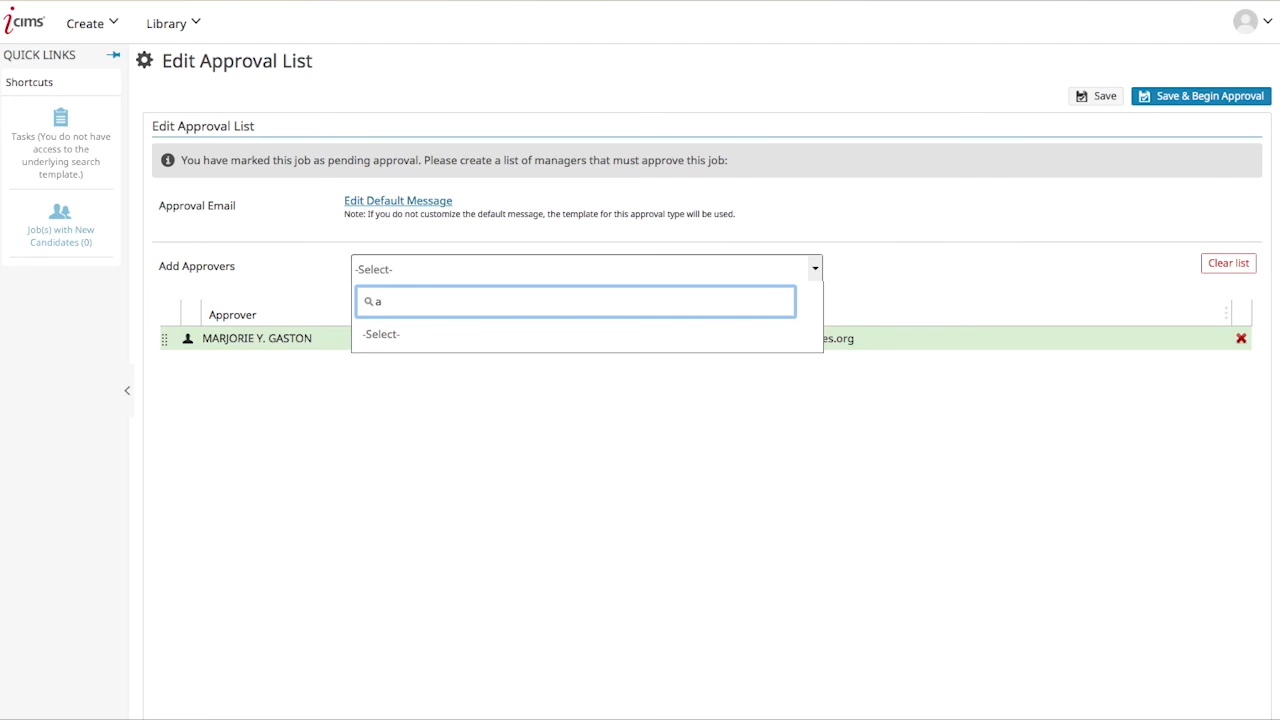 icims
Create
Library
QUICK LINKS
Edit Approval List
Shortcuts
Save
Save & Begin Approval
Tasks (You do not have
access to the
underlying search
template.)
Job(s) with New
Candidates (0)
Edit Approval List
You have marked this job as pending approval. Please create a list of managers that must approve this job:
Approval Email
Edit Default Message
Note: If you do not customize the default message, the template for this approval type will be used.
Add Approvers
-Select-
Clear list
a
-Select-
Approver
MARJORIE Y. GASTON
es.org